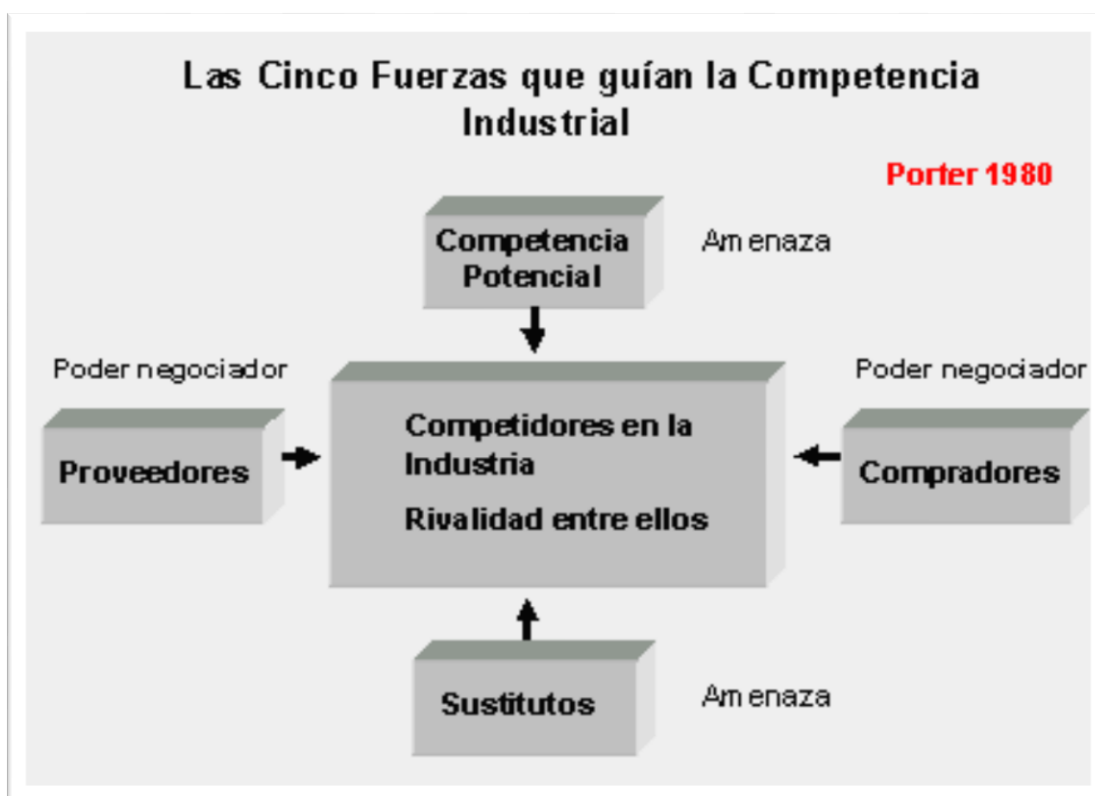 Las Cinco Fuerzas que guían la Competencia
Industrial
Porter 1980
Competencia
Potencial
Amenaza
Poder negociador
Poder negociador
Proveedores
Competidores en la
Industria
Rivalidad entre ellos
Compradores
Sustitutos
Amenaza